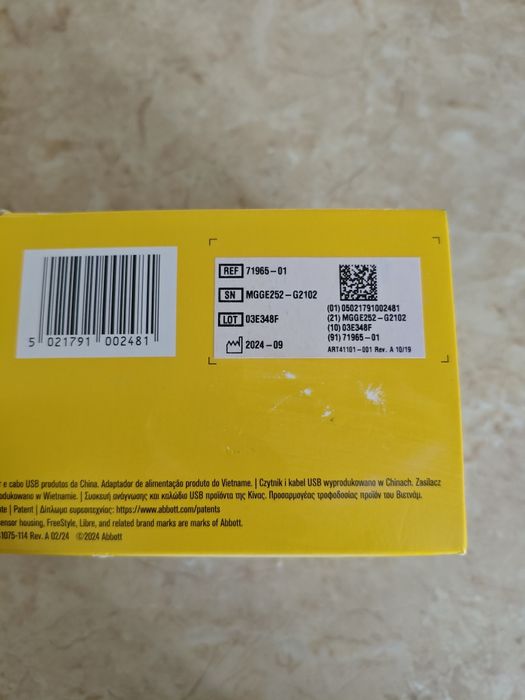 REF 71965-01
SN MGGE252-G2102
LOT 03E348F
2024-09
(01)05021791002481
(21)MGGE252-G2102
(10)03E348F
(91)71965-01
ART41101-001 Rev. A 10/19
5 021791 002481
e cabo USB produtos da China. Adaptador de alimentação produto do Vietname. | Czytnik i kabel USB wyprodukowano w Chinach. Zasilacz
w Wietnamie. | Συσκευή ανάγνωσης και καλώδιο USB προϊόντα της Κίνας. Προσαρμογέας τροφοδοσίας προϊόν του Βιετνάμ.
| Patent | Δίπλωμα ευρεσιτεχνίας: https://www.abbott.com/patents
sensor housing, FreeStyle, Libre, and related brand marks are marks of Abbott.
1075-114 Rev. A 02/24 ©2024 Abbott